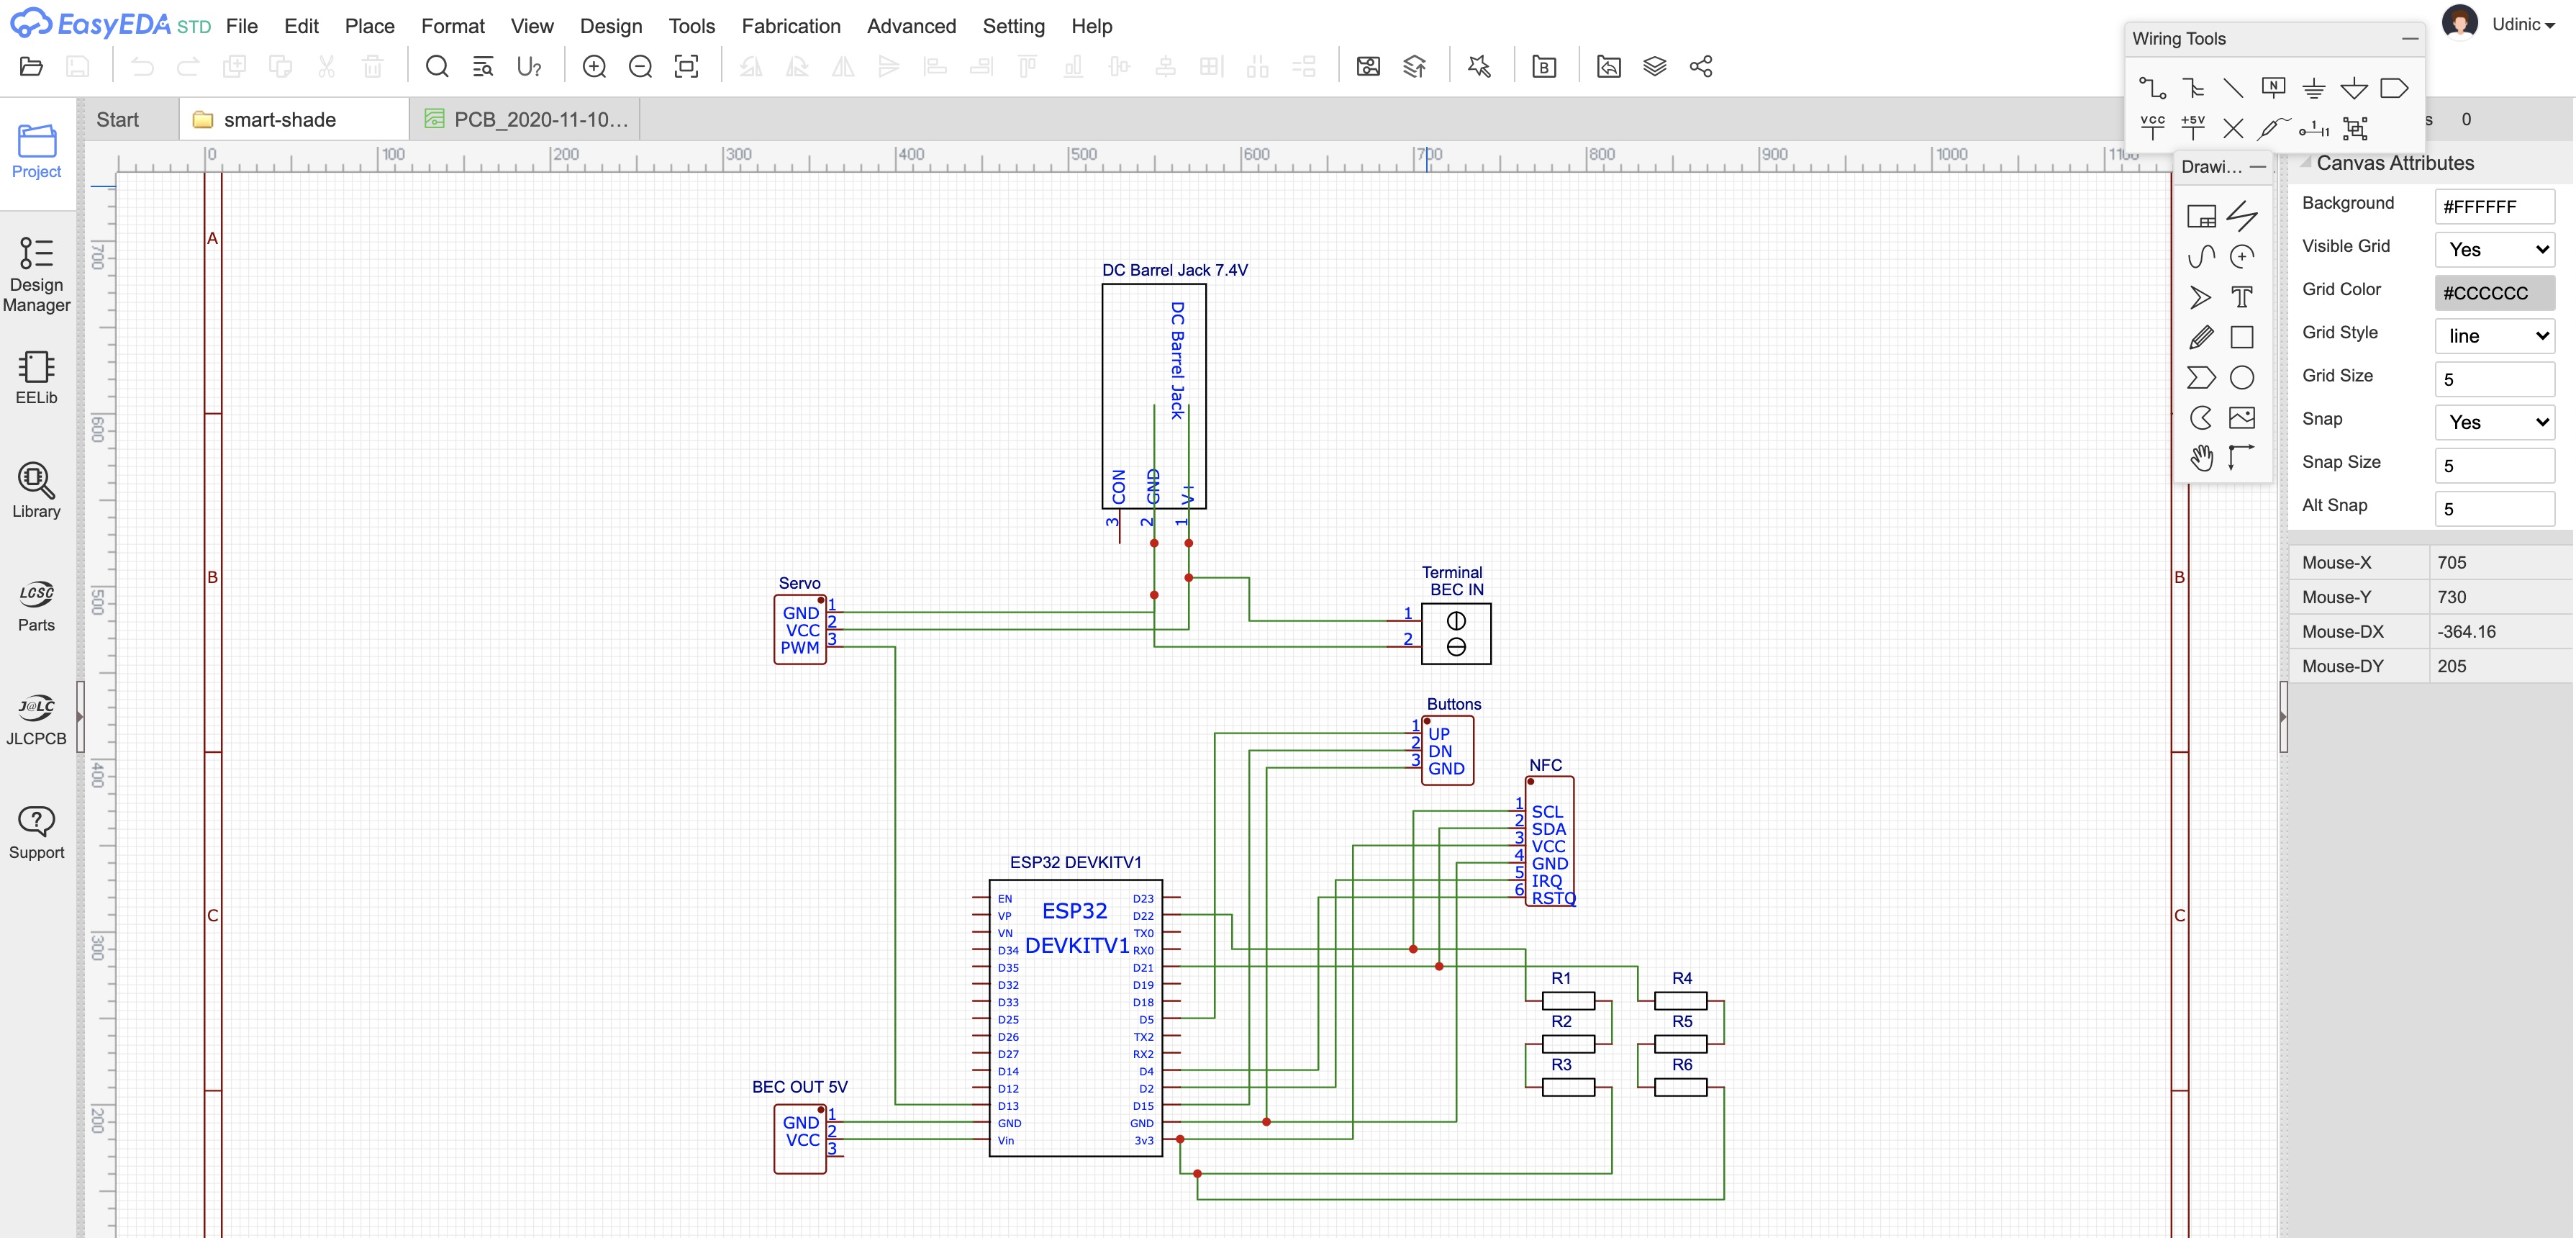 EasyEDA STD File Edit Place Format View Design Tools Fabrication Advanced Setting Help
Udinic
Wiring Tools
U?
B
N
VCC +5V
Start smart-shade PCB_2020-11-10...
0
0 100 200 300 400 500 600 700 800 900 1000
Project
Design Manager
EELib
Library
LCSC
Parts
J@LC
JLCPCB
Support
700
600
500
400
300
200
A
B
C
B
C
Drawi...
T
Canvas Attributes
Background #FFFFFF
Visible Grid Yes
Grid Color #CCCCCC
Grid Style line
Grid Size 5
Snap Yes
Snap Size 5
Alt Snap 5
Mouse-X 705
Mouse-Y 730
Mouse-DX -364.16
Mouse-DY 205
DC Barrel Jack 7.4V
DC Barrel Jack
CON GND V+
3 2 1
Servo
GND 1
VCC 2
PWM 3
Terminal
BEC IN
1
2
Buttons
1 UP
2 DN
3 GND
NFC
1 SCL
2 SDA
3 VCC
4 GND
5 IRQ
6 RSTO
ESP32 DEVKITV1
ESP32
DEVKITV1
EN D23
VP D22
VN TX0
D34 RX0
D35 D21
D32 D19
D33 D18
D25 D5
D26 TX2
D27 RX2
D14 D4
D12 D2
D13 D15
GND GND
Vin 3v3
BEC OUT 5V
GND 1
VCC 2
3
R1 R4
R2 R5
R3 R6